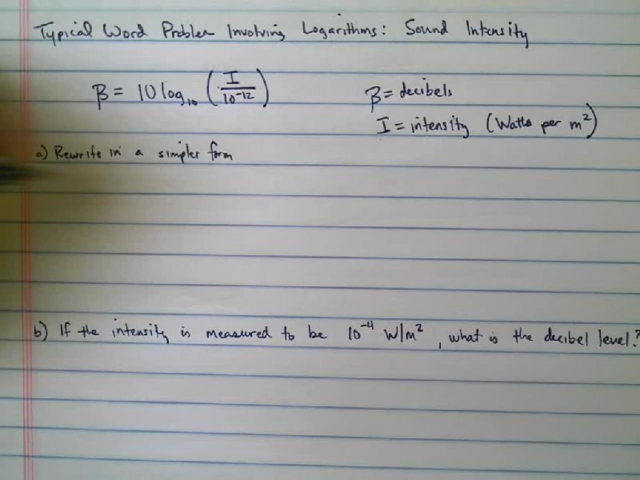 Typical Word Problem Involving Logarithms: Sound Intensity
β = 10 log₁₀ (I/10⁻¹²)
β = decibels
I = intensity (Watts per m²)
a) Rewrite in a simpler form
b) If the intensity is measured to be 10⁻⁴ W/m², what is the decibel level?